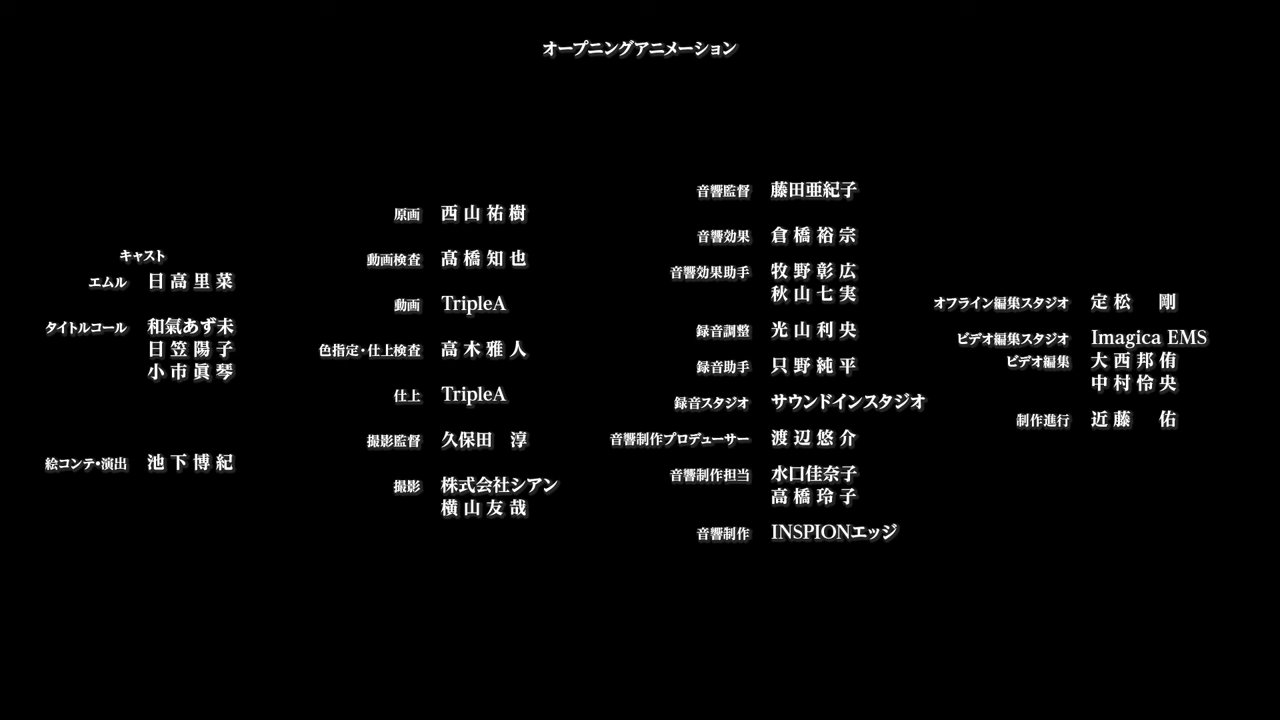 オープニングアニメーション
キャスト
エムル 日高里菜
タイトルコール 和氣あず未
日笠陽子
小市眞琴
絵コンテ・演出 池下博紀
原画 西山祐樹
動画検査 髙橋知也
動画 TripleA
色指定・仕上検査 高木雅人
仕上 TripleA
撮影監督 久保田 淳
撮影 株式会社シアン
横山友哉
音響監督 藤田亜紀子
音響効果 倉橋裕宗
音響効果助手 牧野彰広
秋山七実
録音調整 光山利央
録音助手 只野純平
録音スタジオ サウンドインスタジオ
音響制作プロデューサー 渡辺悠介
音響制作担当 水口佳奈子
高橋玲子
音響制作 INSPIONエッジ
オフライン編集スタジオ 定松 剛
ビデオ編集スタジオ Imagica EMS
ビデオ編集 大西邦侑
中村怜央
制作進行 近藤 佑